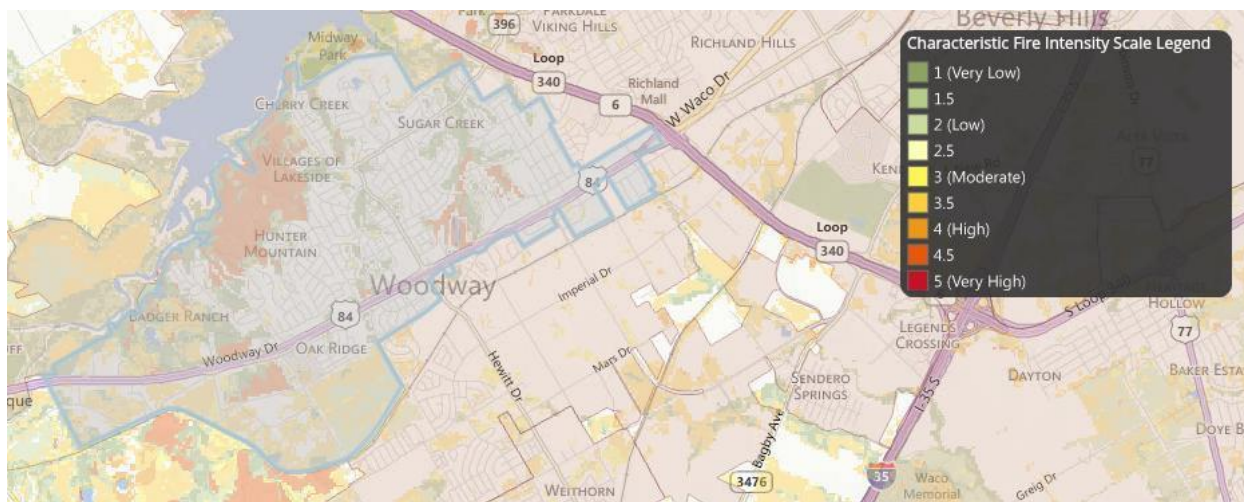 PARKDALE
VIKING HILLS
Park
396
Beverly Hills
Midway
Park
RICHLAND HILLS
Loop
340
6
Richland
Mall
W Waco Dr
CHERRY CREEK
SUGAR CREEK
VILLAGES OF
LAKESIDE
84
HUNTER
MOUNTAIN
Woodway
Imperial Dr
Loop
340
BADGER RANCH
84
Woodway Dr
OAK RIDGE
Hewitt Dr
Mars Dr
LEGENDS
CROSSING
S Loop 340
HOLLOW
77
que
SENDERO
SPRINGS
DAYTON
BAKER ESTA
I-35 S
Bagby Ave
DOYE B
3476
35
WEITHORN
Waco
Memorial
Greig Dr
KEN
77
Characteristic Fire Intensity Scale Legend
1 (Very Low)
1.5
2 (Low)
2.5
3 (Moderate)
3.5
4 (High)
4.5
5 (Very High)